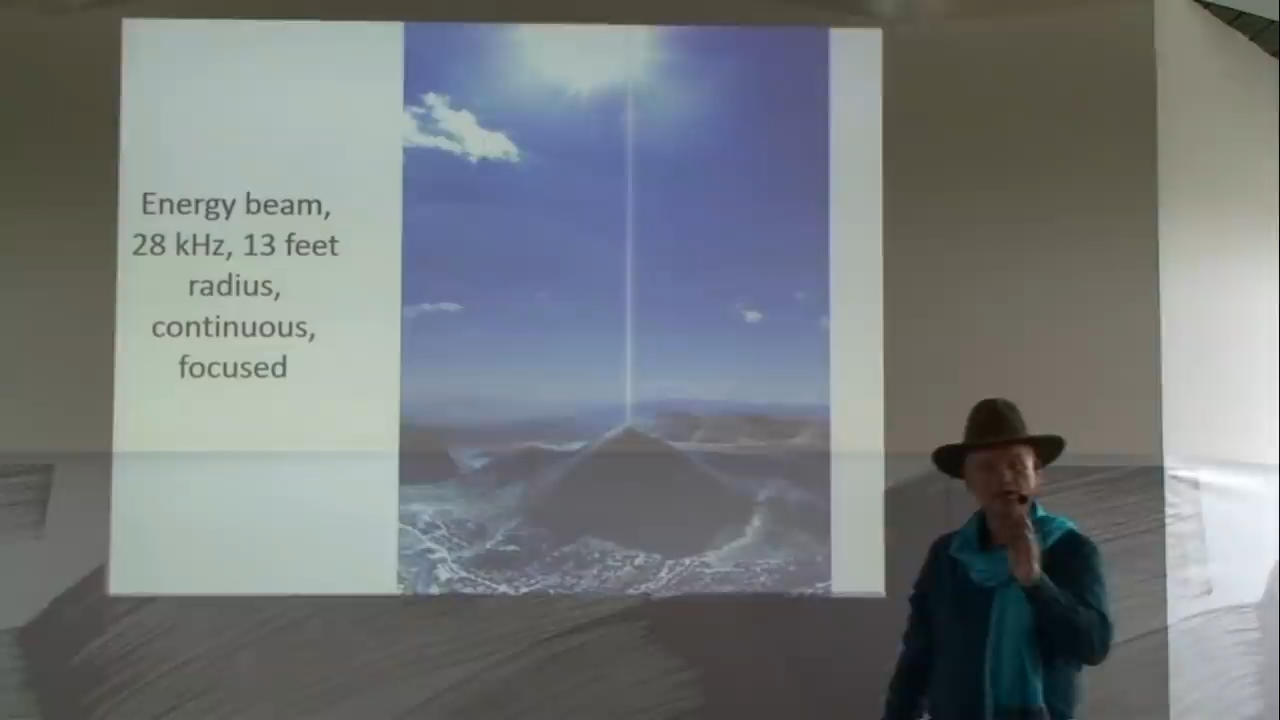 Energy beam,
28 kHz, 13 feet
radius,
continuous,
focused